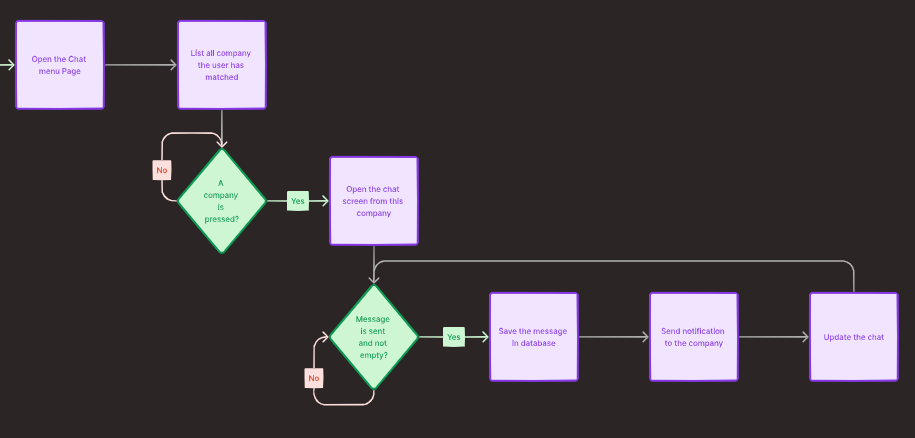 Open the Chat
menu Page
List all company
the user has
matched
No
A
company
is
pressed?
Yes
Open the chat
screen from this
company
Message
is sent
and not
empty?
No
Yes
Save the message
in database
Send notification
to the company
Update the chat